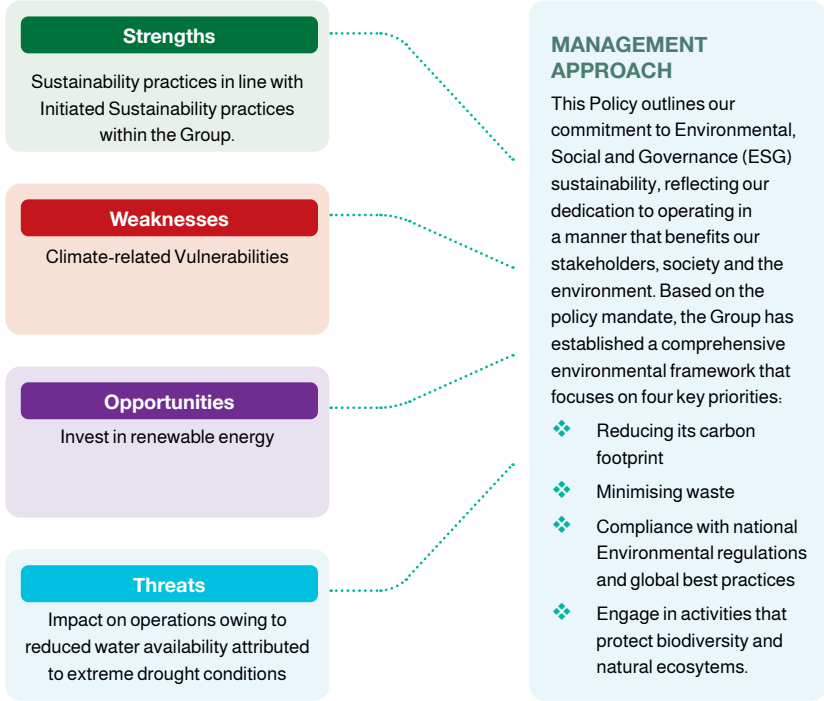 Strengths
Sustainability practices in line with
Initiated Sustainability practices
within the Group.
Weaknesses
Climate-related Vulnerabilities
Opportunities
Invest in renewable energy
Threats
Impact on operations owing to
reduced water availability attributed
to extreme drought conditions
MANAGEMENT
APPROACH
This Policy outlines our
commitment to Environmental,
Social and Governance (ESG)
sustainability, reflecting our
dedication to operating in
a manner that benefits our
stakeholders, society and the
environment. Based on the
policy mandate, the Group has
established a comprehensive
environmental framework that
focuses on four key priorities:
❖ Reducing its carbon
footprint
❖ Minimising waste
❖ Compliance with national
Environmental regulations
and global best practices
❖ Engage in activities that
protect biodiversity and
natural ecosytems.